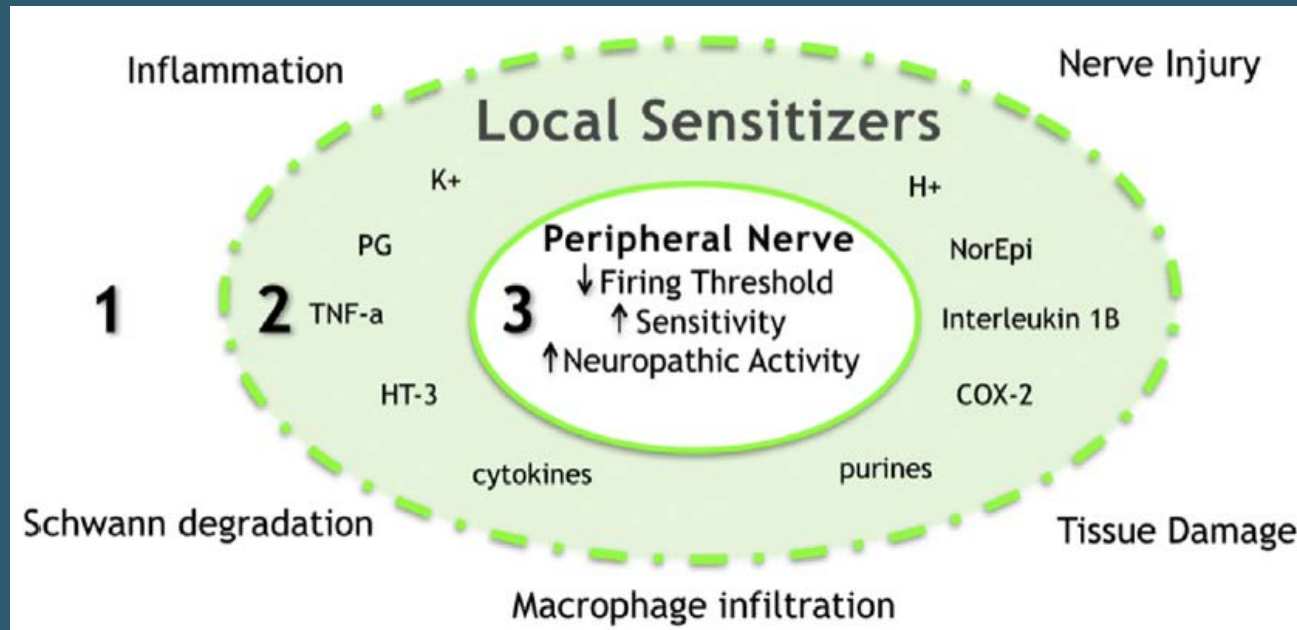 Inflammation
Nerve Injury
Local Sensitizers
K+
H+
PG
NorEpi
Peripheral Nerve
↓ Firing Threshold
↑ Sensitivity
↑ Neuropathic Activity
1
2
TNF-a
3
Interleukin 1B
HT-3
COX-2
cytokines
purines
Schwann degradation
Tissue Damage
Macrophage infiltration